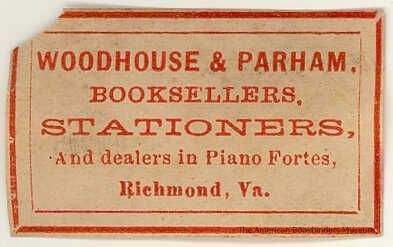 WOODHOUSE & PARHAM,
BOOKSELLERS,
STATIONERS,
And dealers in Piano Fortes,
Richmond, Va.
The American Bookbinders Museum